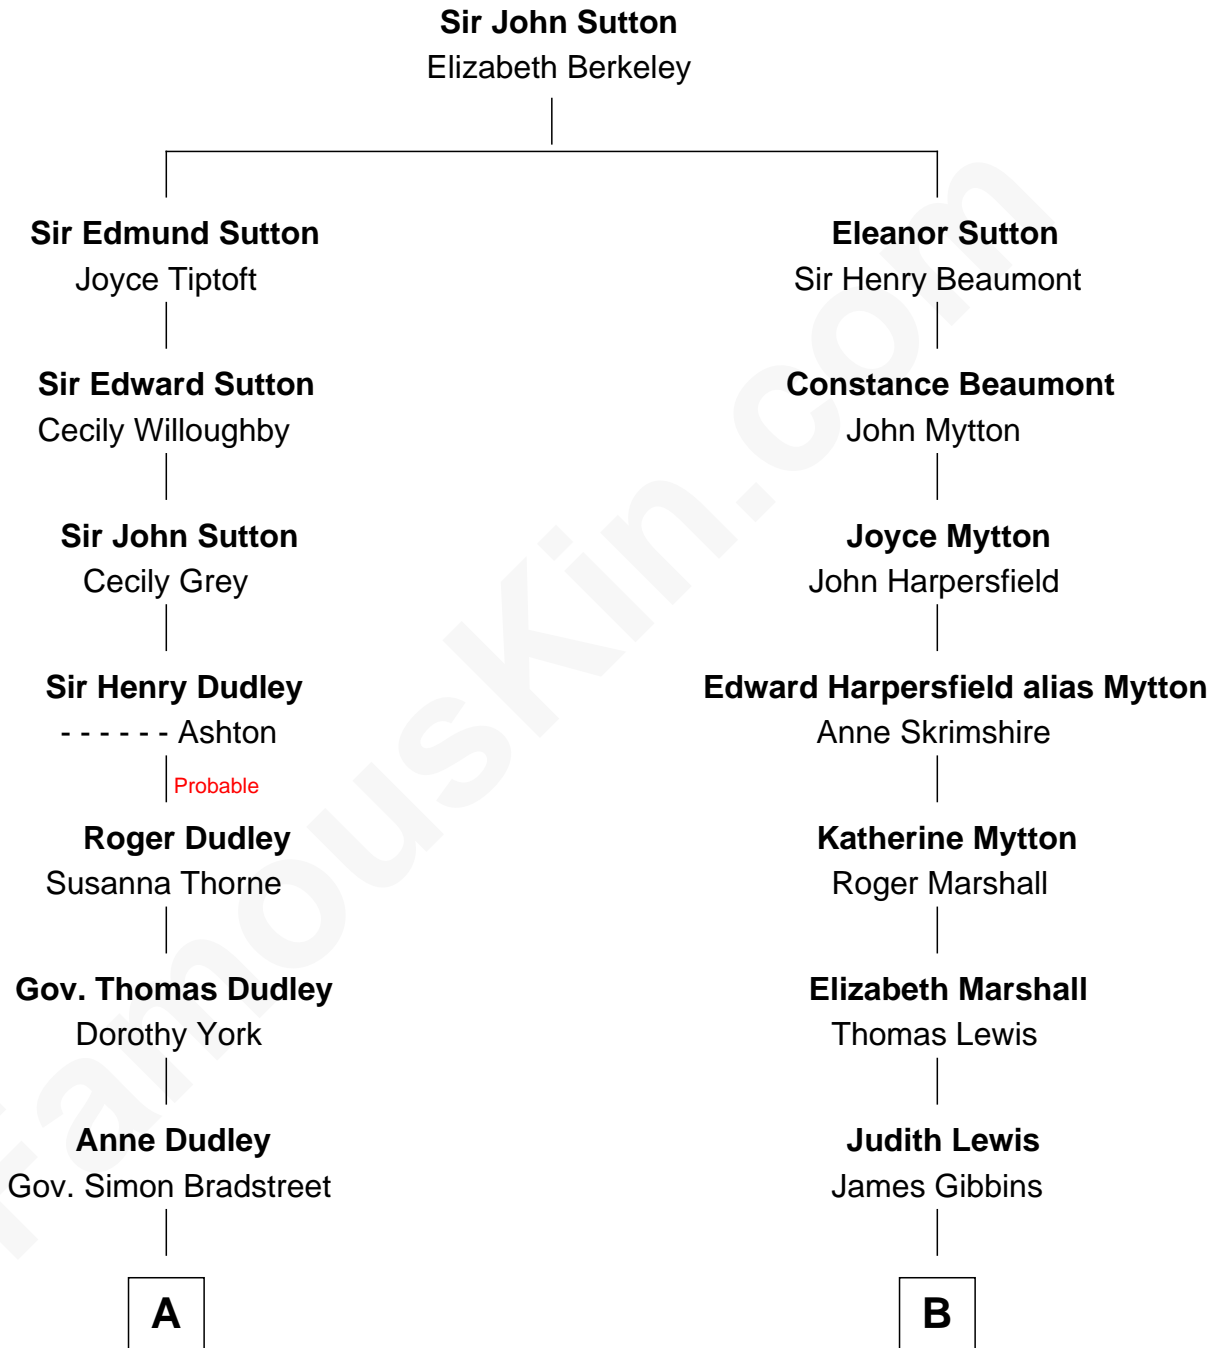 Sir John Sutton
Elizabeth Berkeley
Sir Edmund Sutton
Joyce Tiptoft
Eleanor Sutton
Sir Henry Beaumont
Sir Edward Sutton
Cecily Willoughby
Constance Beaumont
John Mytton
Sir John Sutton
Cecily Grey
Joyce Mytton
John Harpersfield
Sir Henry Dudley
- - - - - - Ashton
Edward Harpersfield alias Mytton
Anne Skrimshire
Probable
Roger Dudley
Susanna Thorne
Katherine Mytton
Roger Marshall
Gov. Thomas Dudley
Dorothy York
Elizabeth Marshall
Thomas Lewis
Anne Dudley
Gov. Simon Bradstreet
Judith Lewis
James Gibbins
A
B
FamousKin.com